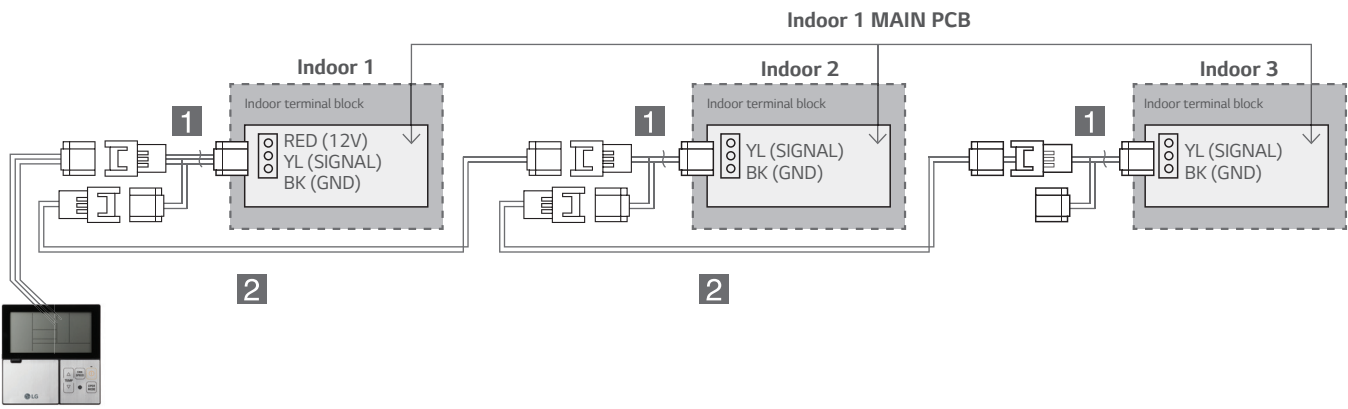 Indoor 1 MAIN PCB
Indoor 1
Indoor 2
Indoor 3
Indoor terminal block
Indoor terminal block
Indoor terminal block
1
1
1
RED (12V)
YL (SIGNAL)
BK (GND)
YL (SIGNAL)
BK (GND)
YL (SIGNAL)
BK (GND)
2
2
TEMP
LG